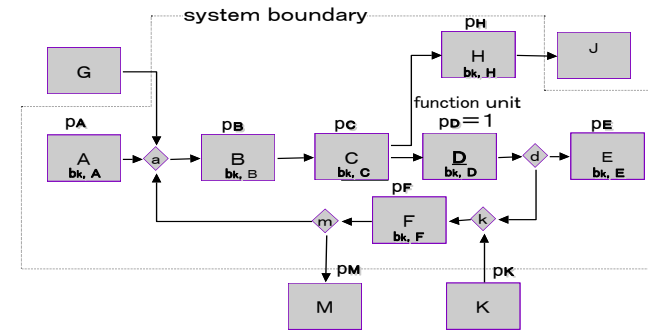 system boundary
pH
H
bk, H
J
G
function unit
pA
A
bk, A
a
pB
B
bk, B
pC
C
bk, C
pD=1
D
bk, D
d
pE
E
bk, E
pF
F
bk, F
m
k
pM
M
pK
K